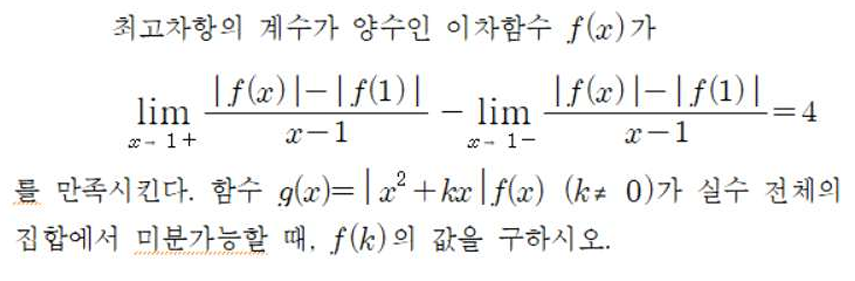 최고차항의 계수가 양수인 이차함수 f(x)가
lim_{x→1+} (|f(x)|−|f(1)|)/(x−1) − lim_{x→1−} (|f(x)|−|f(1)|)/(x−1) = 4
를 만족시킨다. 함수 g(x)=|x²+kx|f(x) (k≠ 0)가 실수 전체의
집합에서 미분가능할 때, f(k)의 값을 구하시오.